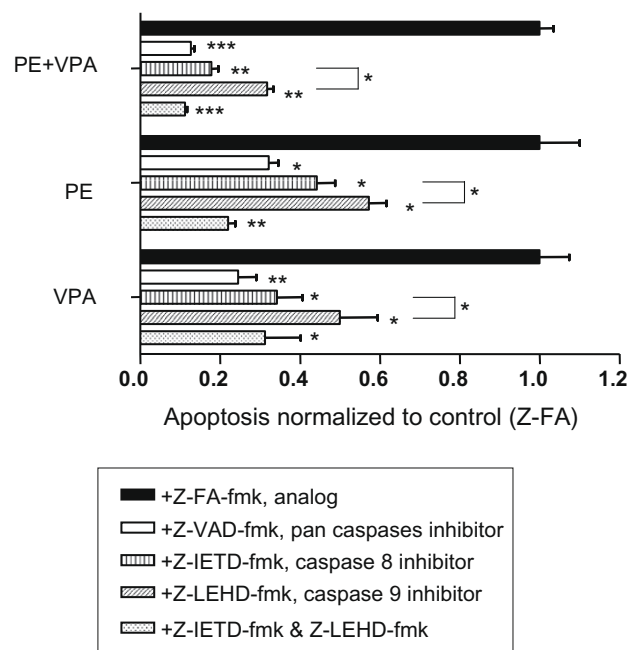 PE+VPA
***
**
*
**
***
PE
*
*
*
*
**
VPA
**
*
*
*
*
0.0 0.2 0.4 0.6 0.8 1.0 1.2
Apoptosis normalized to control (Z-FA)
+Z-FA-fmk, analog
+Z-VAD-fmk, pan caspases inhibitor
+Z-IETD-fmk, caspase 8 inhibitor
+Z-LEHD-fmk, caspase 9 inhibitor
+Z-IETD-fmk & Z-LEHD-fmk